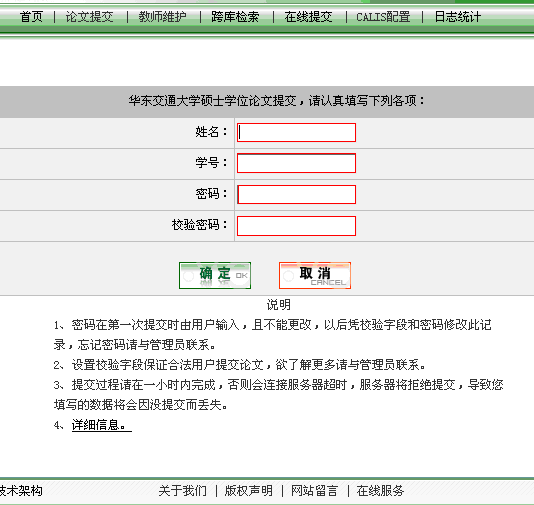 首页 | 论文提交 | 教师维护 | 跨库检索 | 在线提交 | CALIS配置 | 日志统计
华东交通大学硕士学位论文提交，请认真填写下列各项：
姓名：
学号：
密码：
校验密码：
确定 OK 取消 CANCEL
说明
1、密码在第一次提交时由用户输入，且不能更改，以后凭校验字段和密码修改此记
录，忘记密码请与管理员联系。
2、设置校验字段保证合法用户提交论文，欲了解更多请与管理员联系。
3、提交过程请在一小时内完成，否则会连接服务器超时，服务器将拒绝提交，导致您
填写的数据将会因没提交而丢失。
4、详细信息。
技术架构 关于我们 | 版权声明 | 网站留言 | 在线服务